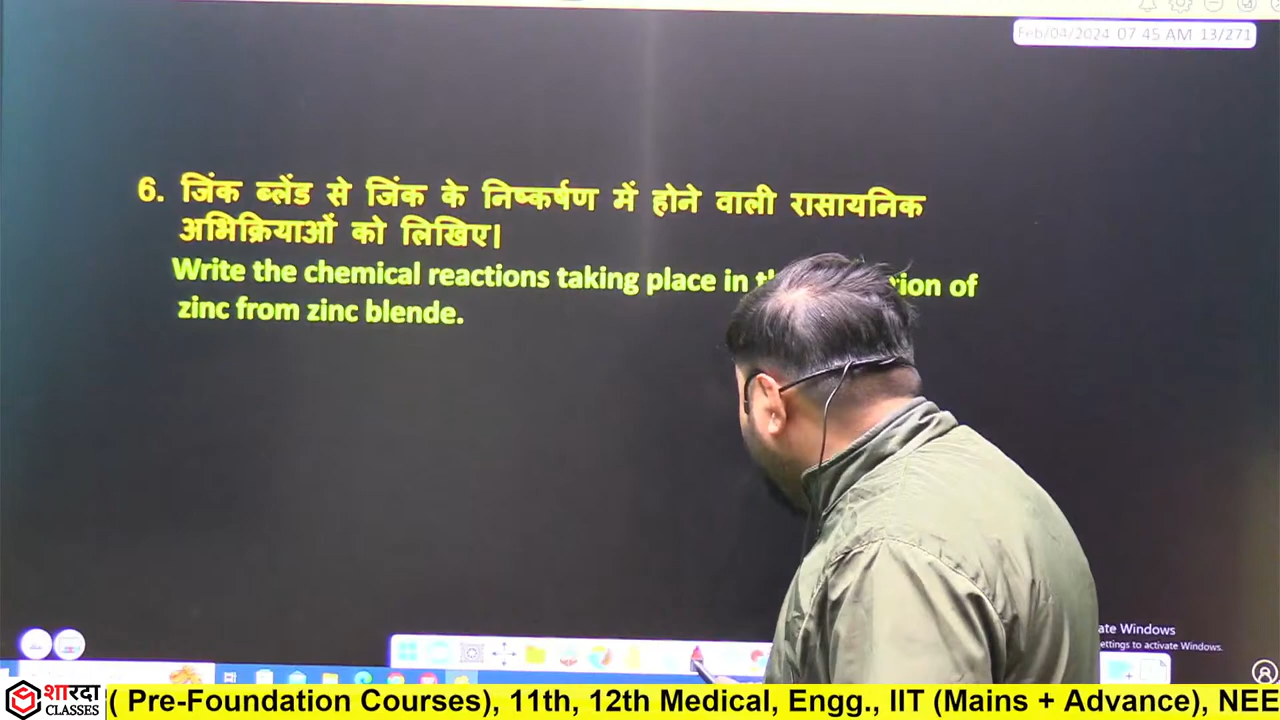 Feb/04/2024 07 45 AM 13/271
6. जिंक ब्लेंड से जिंक के निष्कर्षण में होने वाली रासायनिक
अभिक्रियाओं को लिखिए।
Write the chemical reactions taking place in of
zinc from zinc blende.
Windows
to activate Windows.
शारदा
CLASSES
( Pre-Foundation Courses), 11th, 12th Medical, Engg., IIT (Mains + Advance), NEE